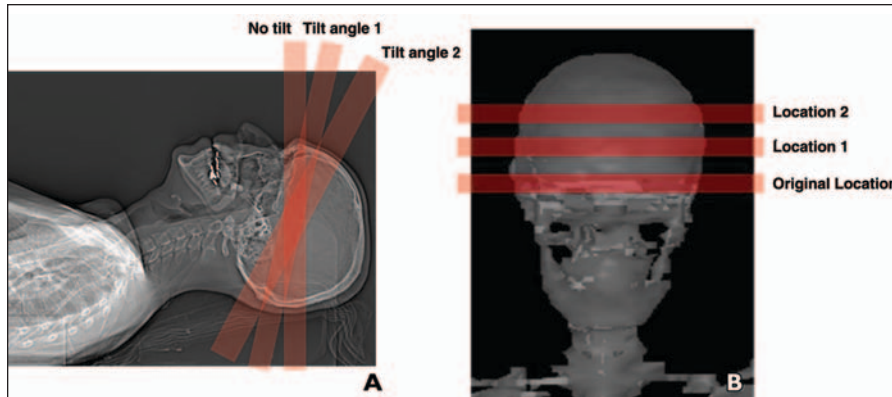 No tilt Tilt angle 1
Tilt angle 2
Location 2
Location 1
Original Location
A
B